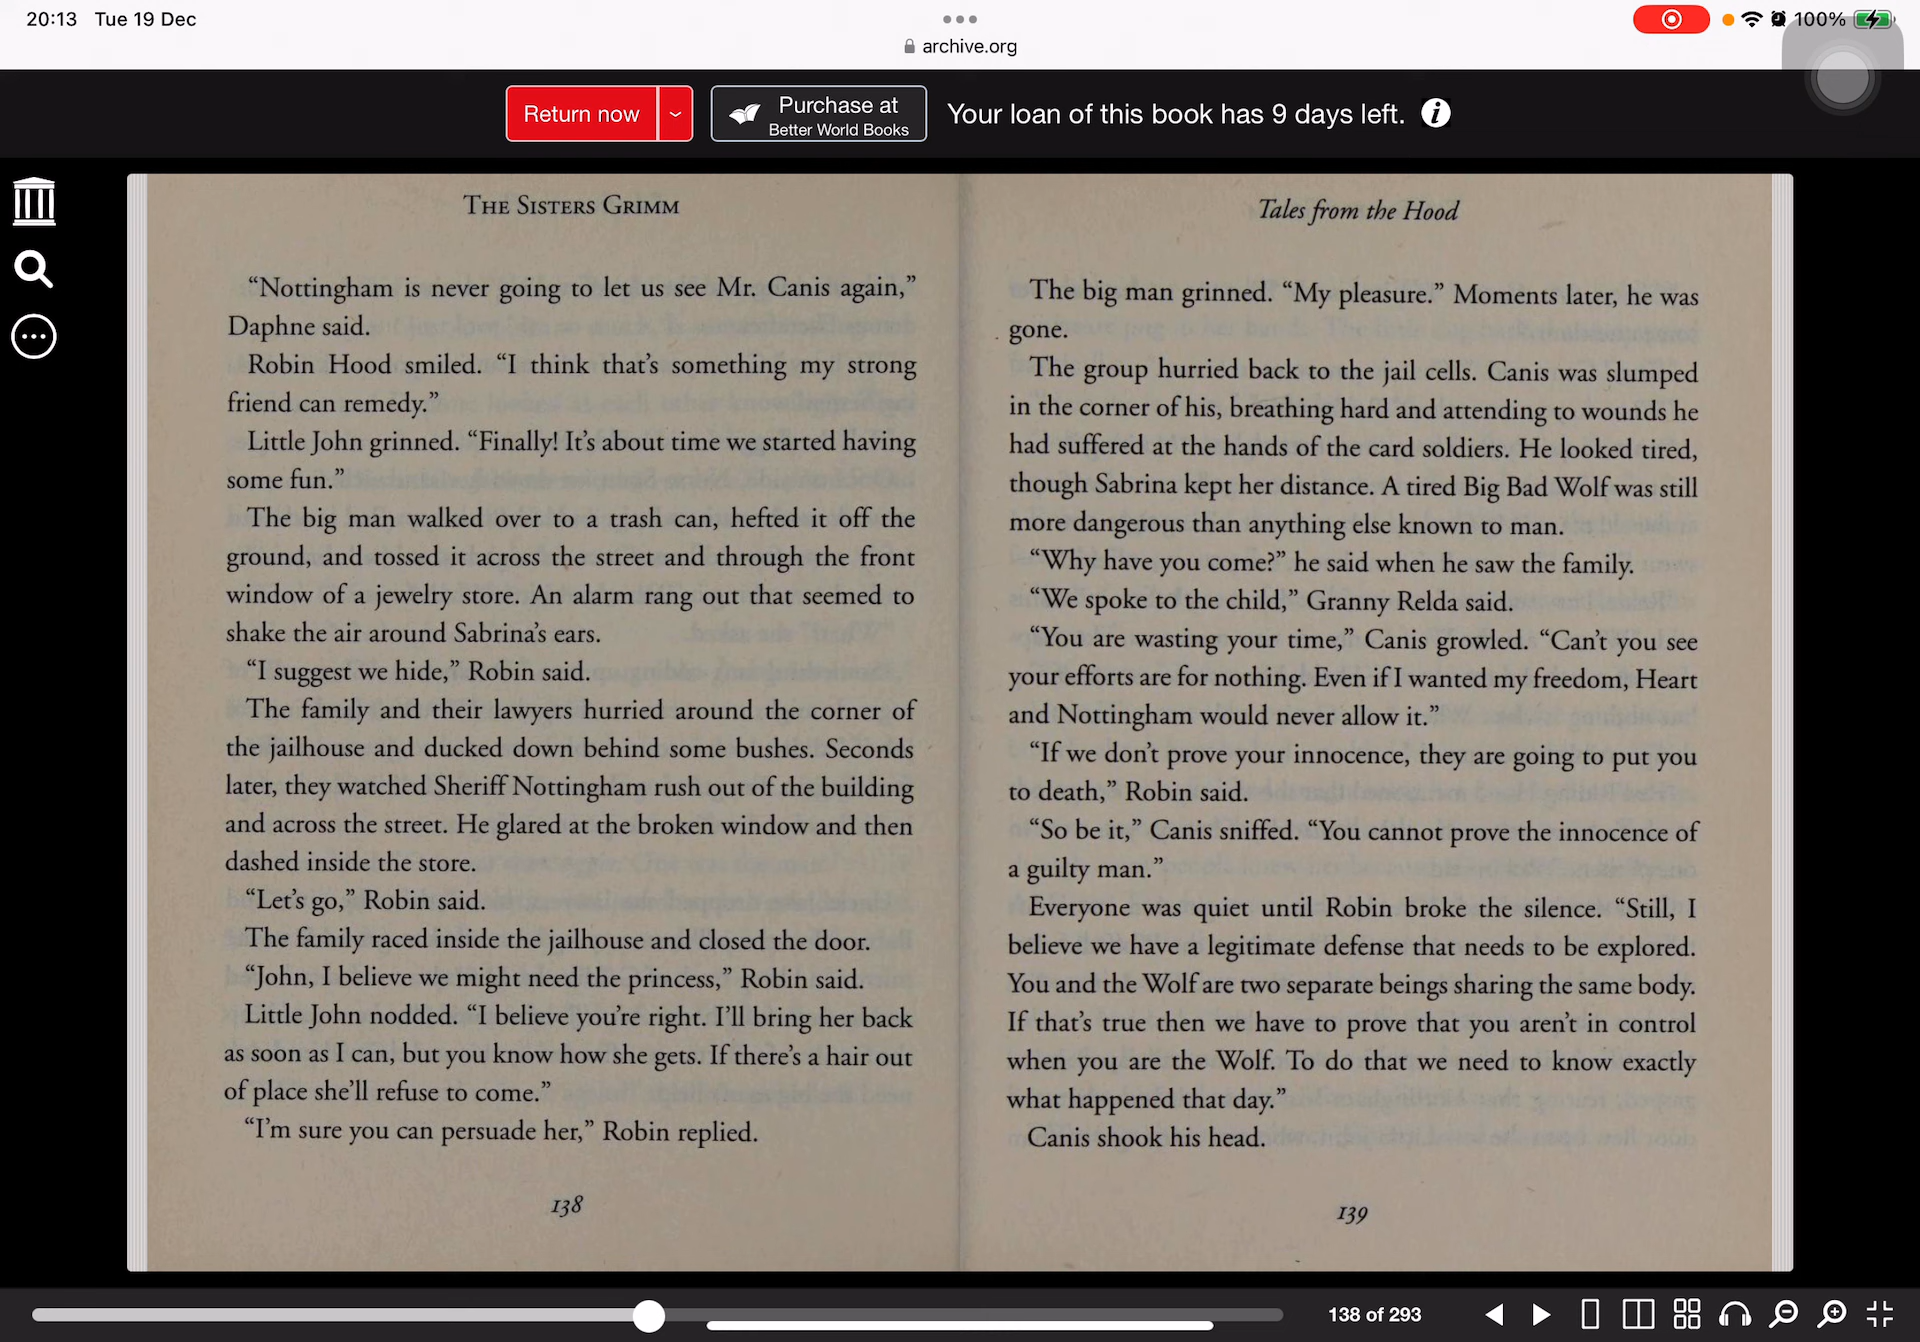 20:13 Tue 19 Dec
100%
archive.org
Return now
Purchase at
Better World Books
Your loan of this book has 9 days left.
The Sisters Grimm
“Nottingham is never going to let us see Mr. Canis again,”
Daphne said.
Robin Hood smiled. “I think that’s something my strong
friend can remedy.”
Little John grinned. “Finally! It’s about time we started having
some fun.”
The big man walked over to a trash can, hefted it off the
ground, and tossed it across the street and through the front
window of a jewelry store. An alarm rang out that seemed to
shake the air around Sabrina’s ears.
“I suggest we hide,” Robin said.
The family and their lawyers hurried around the corner of
the jailhouse and ducked down behind some bushes. Seconds
later, they watched Sheriff Nottingham rush out of the building
and across the street. He glared at the broken window and then
dashed inside the store.
“Let’s go,” Robin said.
The family raced inside the jailhouse and closed the door.
“John, I believe we might need the princess,” Robin said.
Little John nodded. “I believe you’re right. I’ll bring her back
as soon as I can, but you know how she gets. If there’s a hair out
of place she’ll refuse to come.”
“I’m sure you can persuade her,” Robin replied.
138
Tales from the Hood
The big man grinned. “My pleasure.” Moments later, he was
gone.
The group hurried back to the jail cells. Canis was slumped
in the corner of his, breathing hard and attending to wounds he
had suffered at the hands of the card soldiers. He looked tired,
though Sabrina kept her distance. A tired Big Bad Wolf was still
more dangerous than anything else known to man.
“Why have you come?” he said when he saw the family.
“We spoke to the child,” Granny Relda said.
“You are wasting your time,” Canis growled. “Can’t you see
your efforts are for nothing. Even if I wanted my freedom, Heart
and Nottingham would never allow it.”
“If we don’t prove your innocence, they are going to put you
to death,” Robin said.
“So be it,” Canis sniffed. “You cannot prove the innocence of
a guilty man.”
Everyone was quiet until Robin broke the silence. “Still, I
believe we have a legitimate defense that needs to be explored.
You and the Wolf are two separate beings sharing the same body.
If that’s true then we have to prove that you aren’t in control
when you are the Wolf. To do that we need to know exactly
what happened that day.”
Canis shook his head.
139
138 of 293